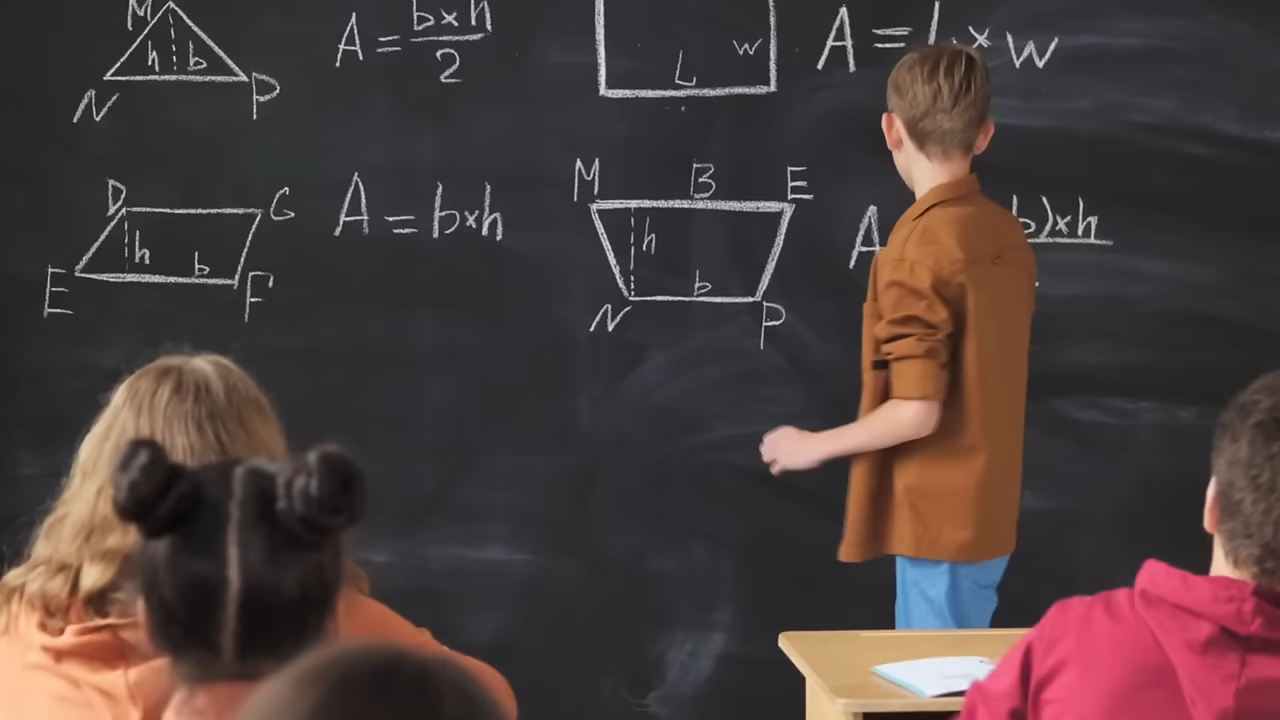 M
h b
N P
A = b×h
2
L w
A = L × w
D C
h b
E F
A = b×h
M B E
h b
N P
A b)×h